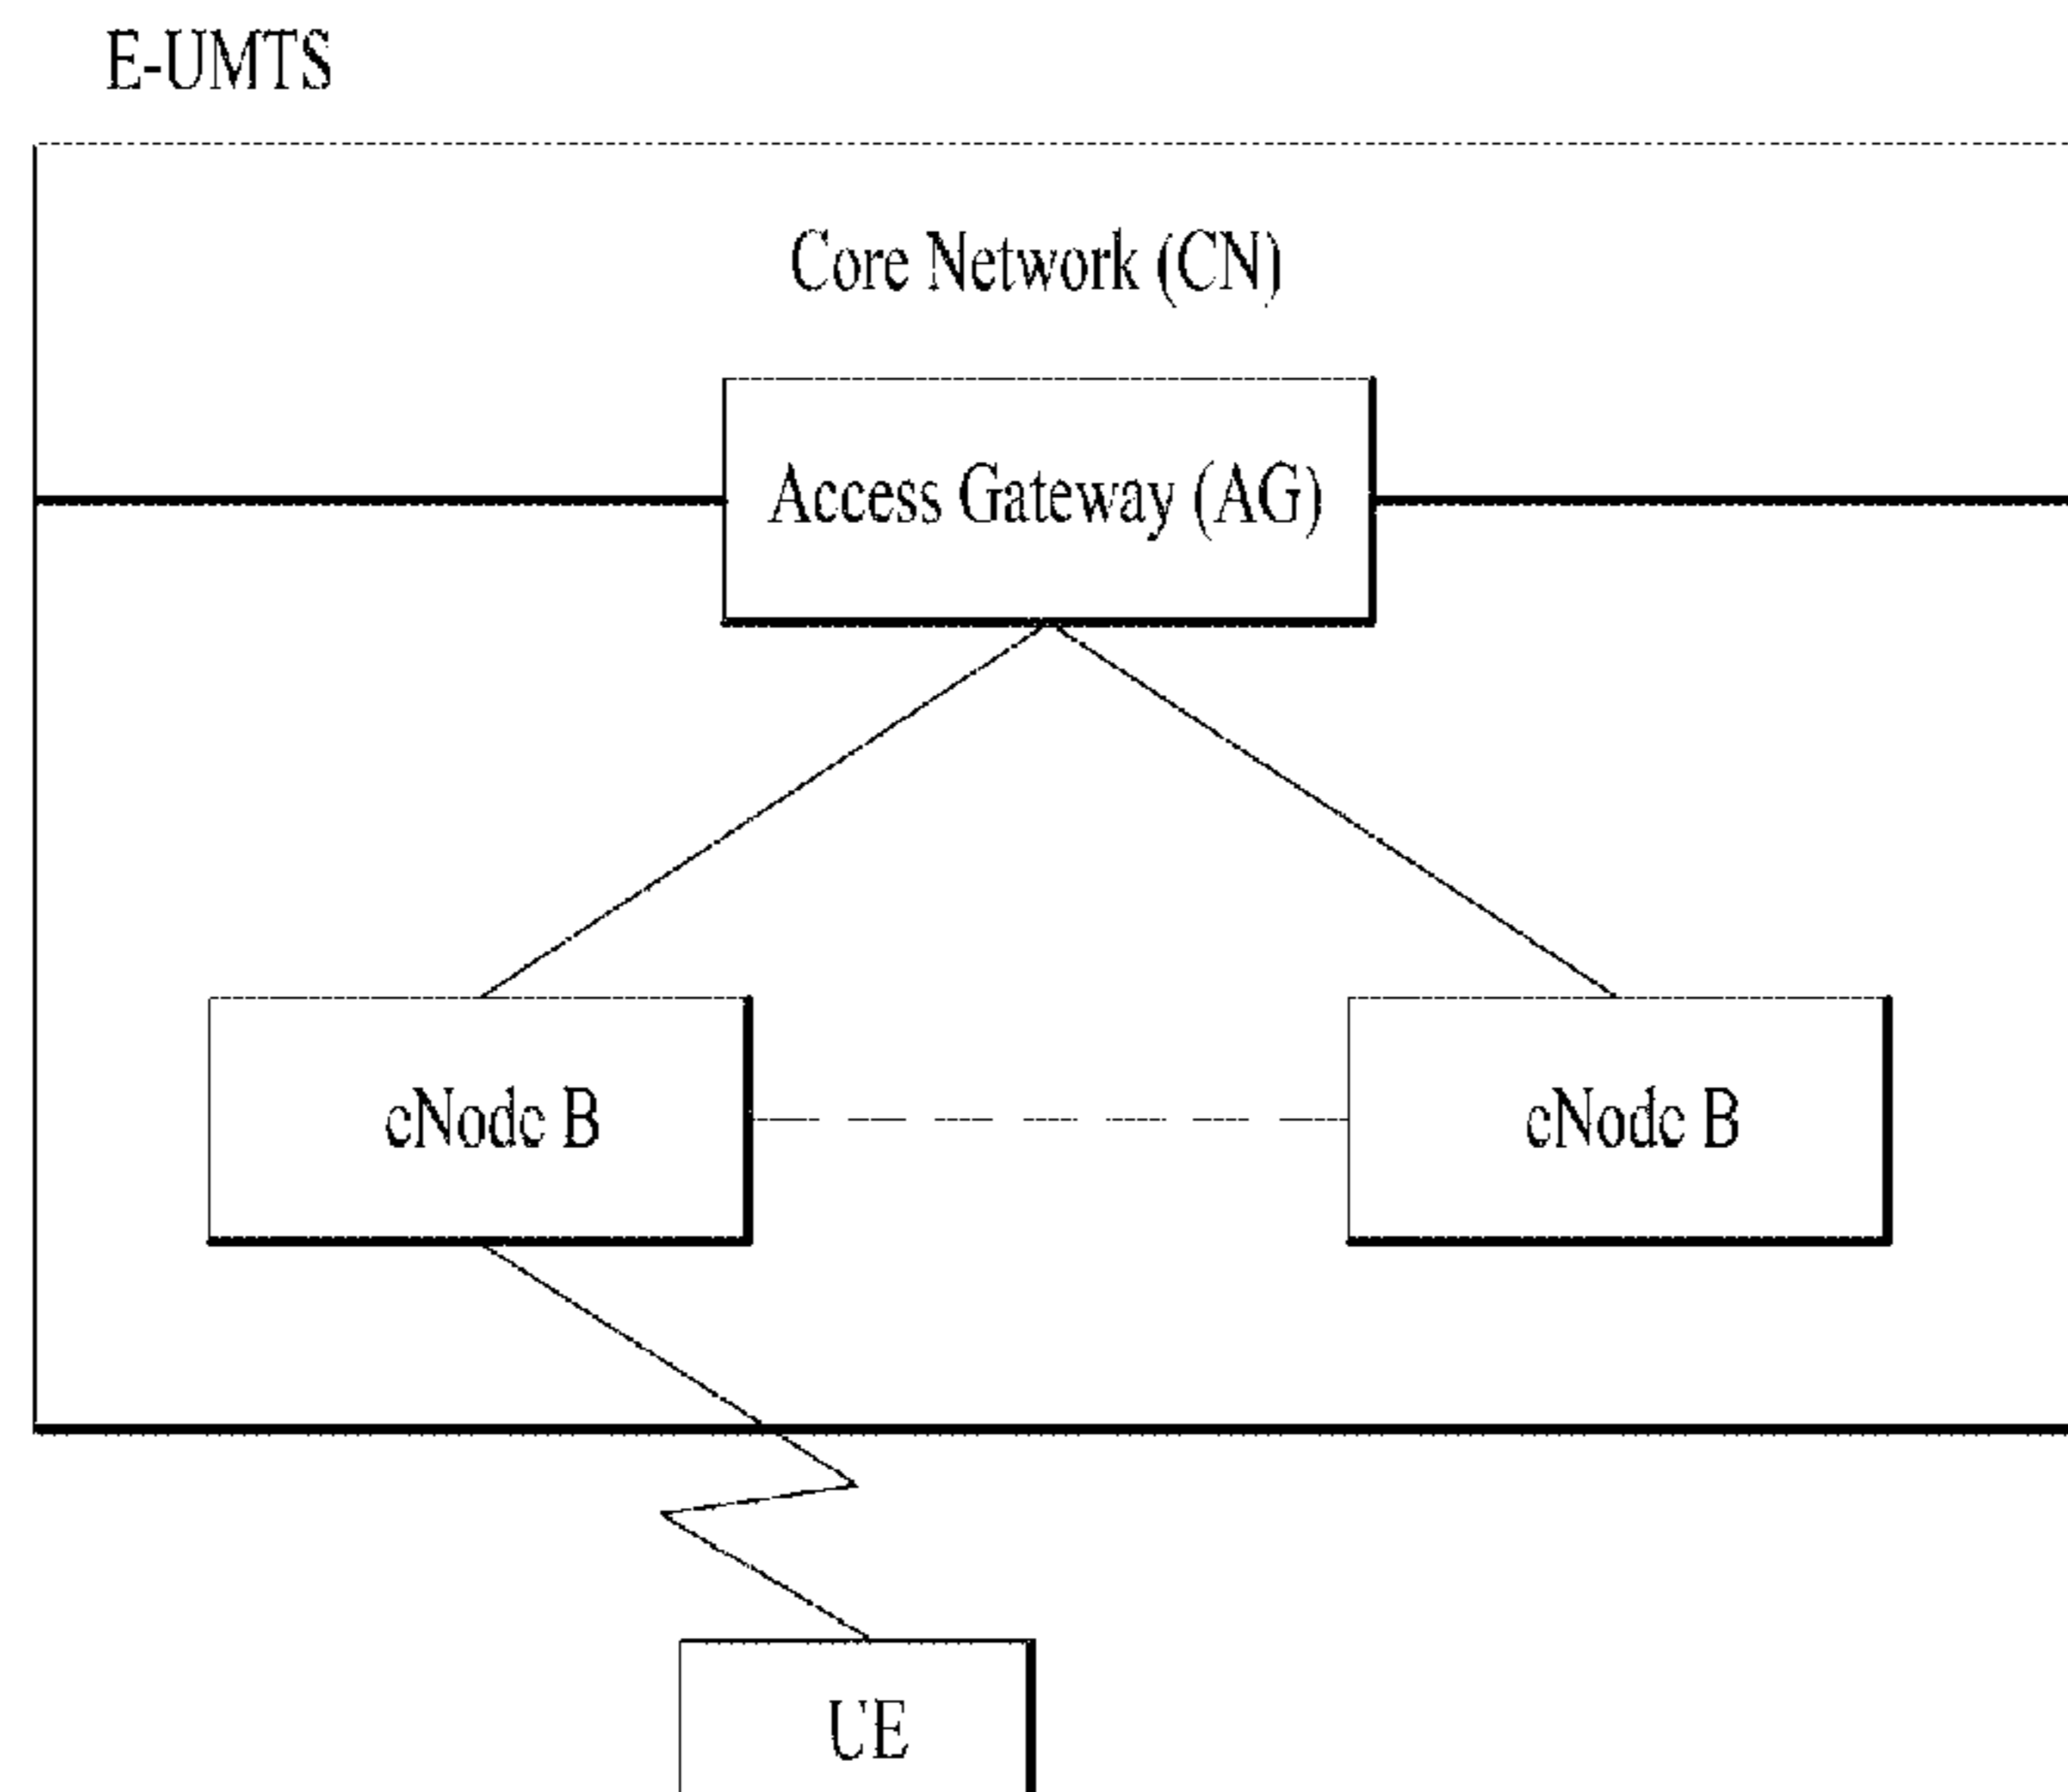 E-UMTS
Core Network (CN)
Access Gateway (AG)
eNode B
eNode B
UE